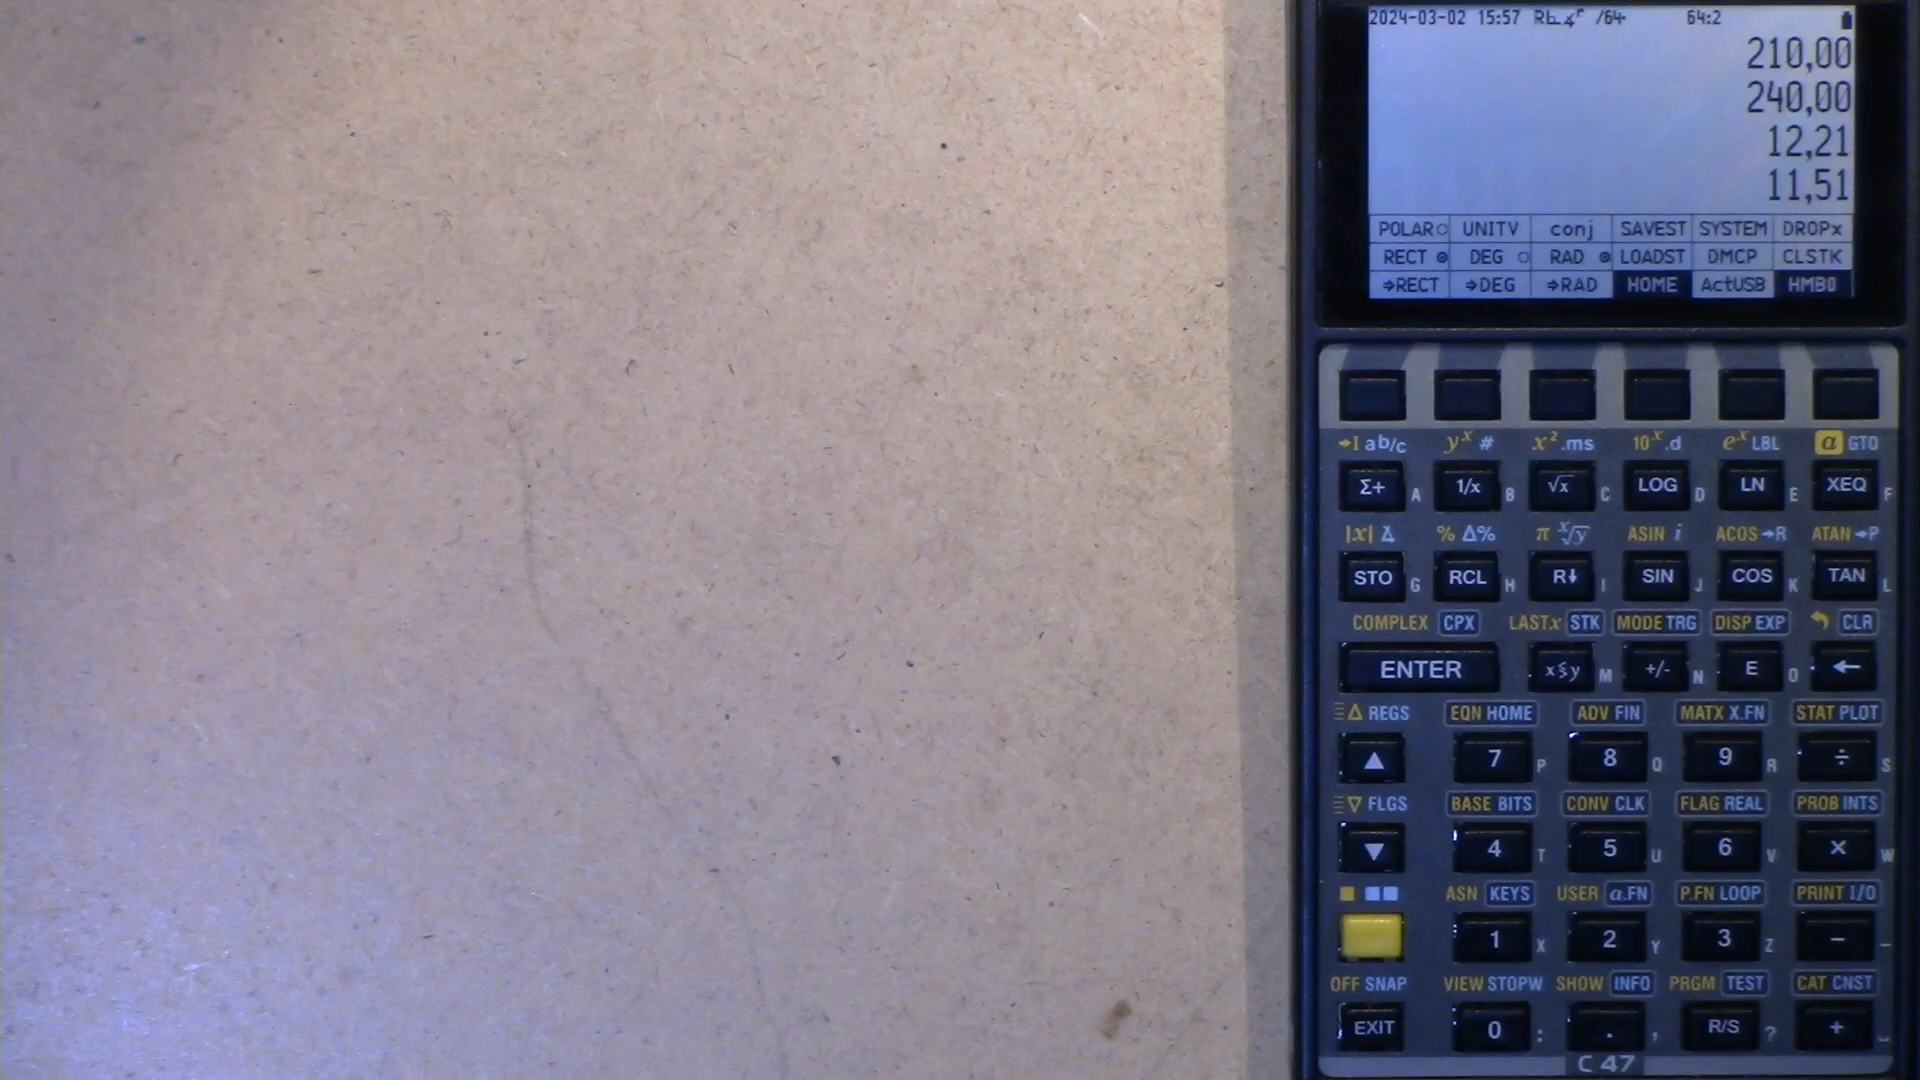 2024-03-02 15:57 /64 64:2
210,00
240,00
12,21
11,51
POLAR UNITV conj SAVEST SYSTEM DROPx
RECT DEG RAD LOADST DMCP CLSTK
➔RECT ➔DEG ➔RAD HOME ActUSB HMB0
➔I ab/c yˣ # x² .ms 10ˣ .d eˣ LBL α GTO
Σ+ A 1/x B √x C LOG D LN E XEQ F
|x| ∡ % Δ% π ˣ√y ASIN i ACOS ➔R ATAN ➔P
STO G RCL H R↓ I SIN J COS K TAN L
COMPLEX CPX LASTx STK MODE TRG DISP EXP CLR
ENTER x≶y M +/- N E O ←
△ REGS EQN HOME ADV FIN MATX X.FN STAT PLOT
▲ 7 P 8 Q 9 R ÷ S
▽ FLGS BASE BITS CONV CLK FLAG REAL PROB INTS
▼ 4 T 5 U 6 V × W
ASN KEYS USER α.FN P.FN LOOP PRINT I/O
1 X 2 Y 3 Z − _
OFF SNAP VIEW STOPW SHOW INFO PRGM TEST CAT CNST
EXIT 0 : . , R/S ? +
C 47